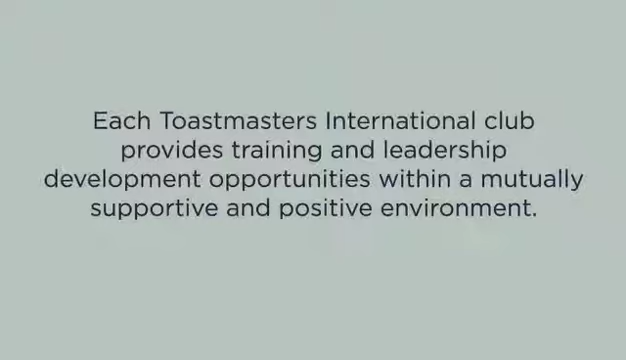 Each Toastmasters International club
provides training and leadership
development opportunities within a mutually
supportive and positive environment.